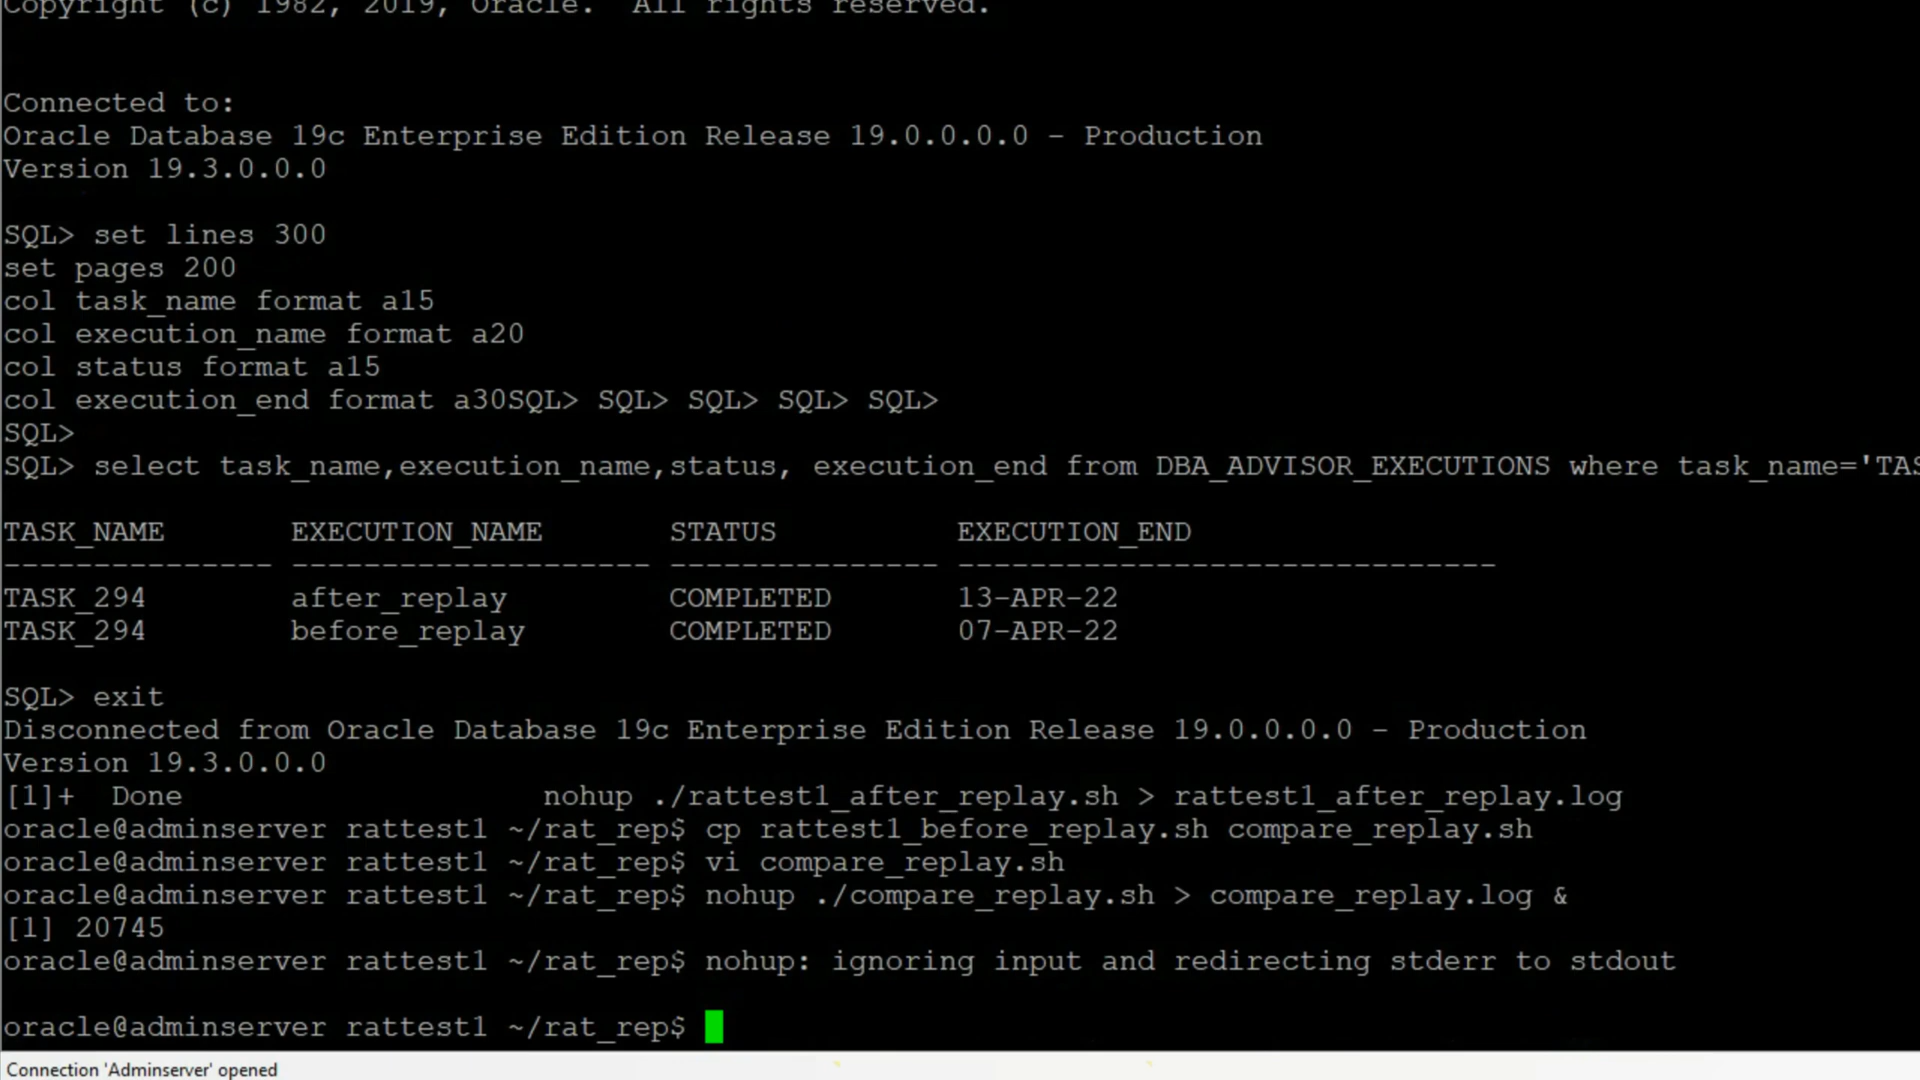 Copyright (c) 1982, 2019, Oracle.  All rights reserved.
Connected to:
Oracle Database 19c Enterprise Edition Release 19.0.0.0.0 - Production
Version 19.3.0.0.0
SQL> set lines 300
set pages 200
col task_name format a15
col execution_name format a20
col status format a15
col execution_end format a30SQL> SQL> SQL> SQL> SQL>
SQL>
SQL> select task_name,execution_name,status, execution_end from DBA_ADVISOR_EXECUTIONS where task_name='TAS
TASK_NAME       EXECUTION_NAME       STATUS          EXECUTION_END
--------------- -------------------- --------------- ------------------------------
TASK_294        after_replay         COMPLETED       13-APR-22
TASK_294        before_replay        COMPLETED       07-APR-22
SQL> exit
Disconnected from Oracle Database 19c Enterprise Edition Release 19.0.0.0.0 - Production
Version 19.3.0.0.0
[1]+  Done                    nohup ./rattest1_after_replay.sh > rattest1_after_replay.log
oracle@adminserver rattest1 ~/rat_rep$ cp rattest1_before_replay.sh compare_replay.sh
oracle@adminserver rattest1 ~/rat_rep$ vi compare_replay.sh
oracle@adminserver rattest1 ~/rat_rep$ nohup ./compare_replay.sh > compare_replay.log &
[1] 20745
oracle@adminserver rattest1 ~/rat_rep$ nohup: ignoring input and redirecting stderr to stdout
oracle@adminserver rattest1 ~/rat_rep$
Connection 'Adminserver' opened